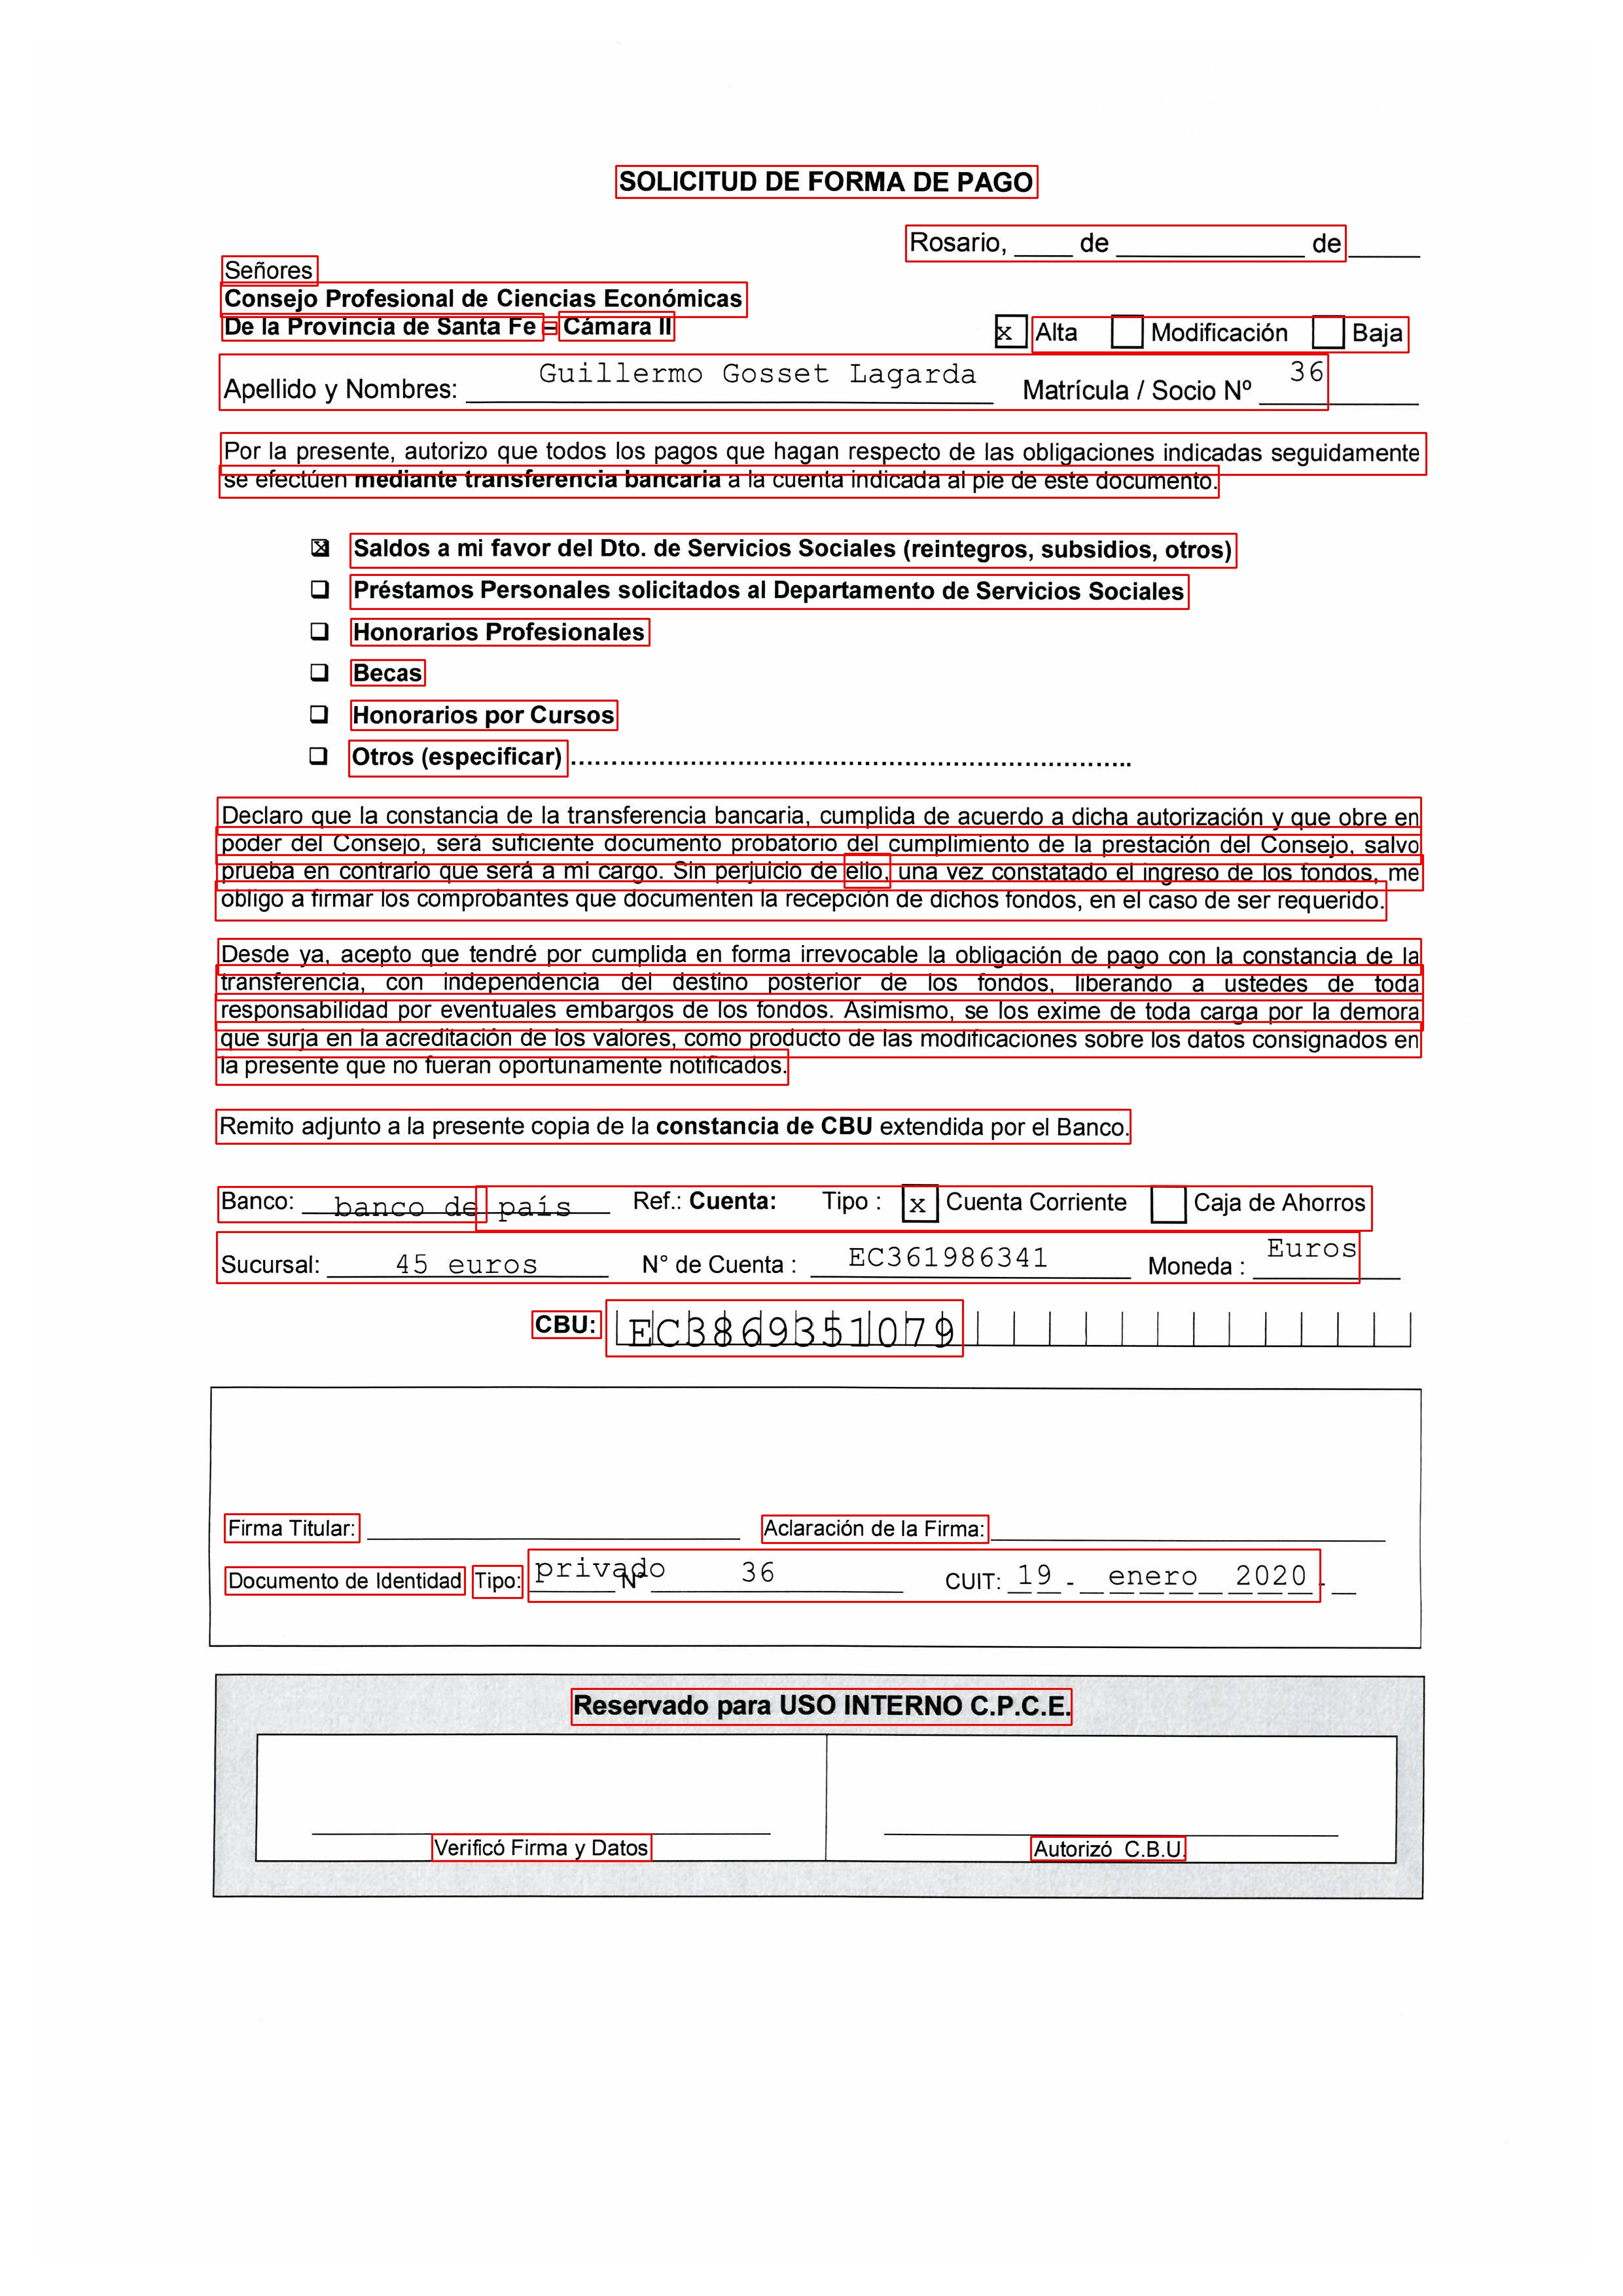 SOLICITUD DE FORMA DE PAGO
Rosario, ____ de ______________ de _____
Señores
Consejo Profesional de Ciencias Económicas
De la Provincia de Santa Fe – Cámara II
x Alta Modificación Baja
Apellido y Nombres: Guillermo Gosset Lagarda Matrícula / Socio Nº 36
Por la presente, autorizo que todos los pagos que hagan respecto de las obligaciones indicadas seguidamente
se efectúen mediante transferencia bancaria a la cuenta indicada al pie de este documento.
☒ Saldos a mi favor del Dto. de Servicios Sociales (reintegros, subsidios, otros)
❑ Préstamos Personales solicitados al Departamento de Servicios Sociales
❑ Honorarios Profesionales
❑ Becas
❑ Honorarios por Cursos
❑ Otros (especificar)……………………………………………………………..
Declaro que la constancia de la transferencia bancaria, cumplida de acuerdo a dicha autorización y que obre en
poder del Consejo, será suficiente documento probatorio del cumplimiento de la prestación del Consejo, salvo
prueba en contrario que será a mi cargo. Sin perjuicio de ello, una vez constatado el ingreso de los fondos, me
obligo a firmar los comprobantes que documenten la recepción de dichos fondos, en el caso de ser requerido.
Desde ya, acepto que tendré por cumplida en forma irrevocable la obligación de pago con la constancia de la
transferencia, con independencia del destino posterior de los fondos, liberando a ustedes de toda
responsabilidad por eventuales embargos de los fondos. Asimismo, se los exime de toda carga por la demora
que surja en la acreditación de los valores, como producto de las modificaciones sobre los datos consignados en
la presente que no fueran oportunamente notificados.
Remito adjunto a la presente copia de la constancia de CBU extendida por el Banco.
Banco: banco de país Ref.: Cuenta: Tipo : x Cuenta Corriente Caja de Ahorros
Sucursal: 45 euros N° de Cuenta : EC361986341 Moneda : Euros
CBU: EC3869351079
Firma Titular: Aclaración de la Firma:
Documento de Identidad Tipo: privado N° 36 CUIT: 19 - enero 2020 -
Reservado para USO INTERNO C.P.C.E.
Verificó Firma y Datos Autorizó C.B.U.